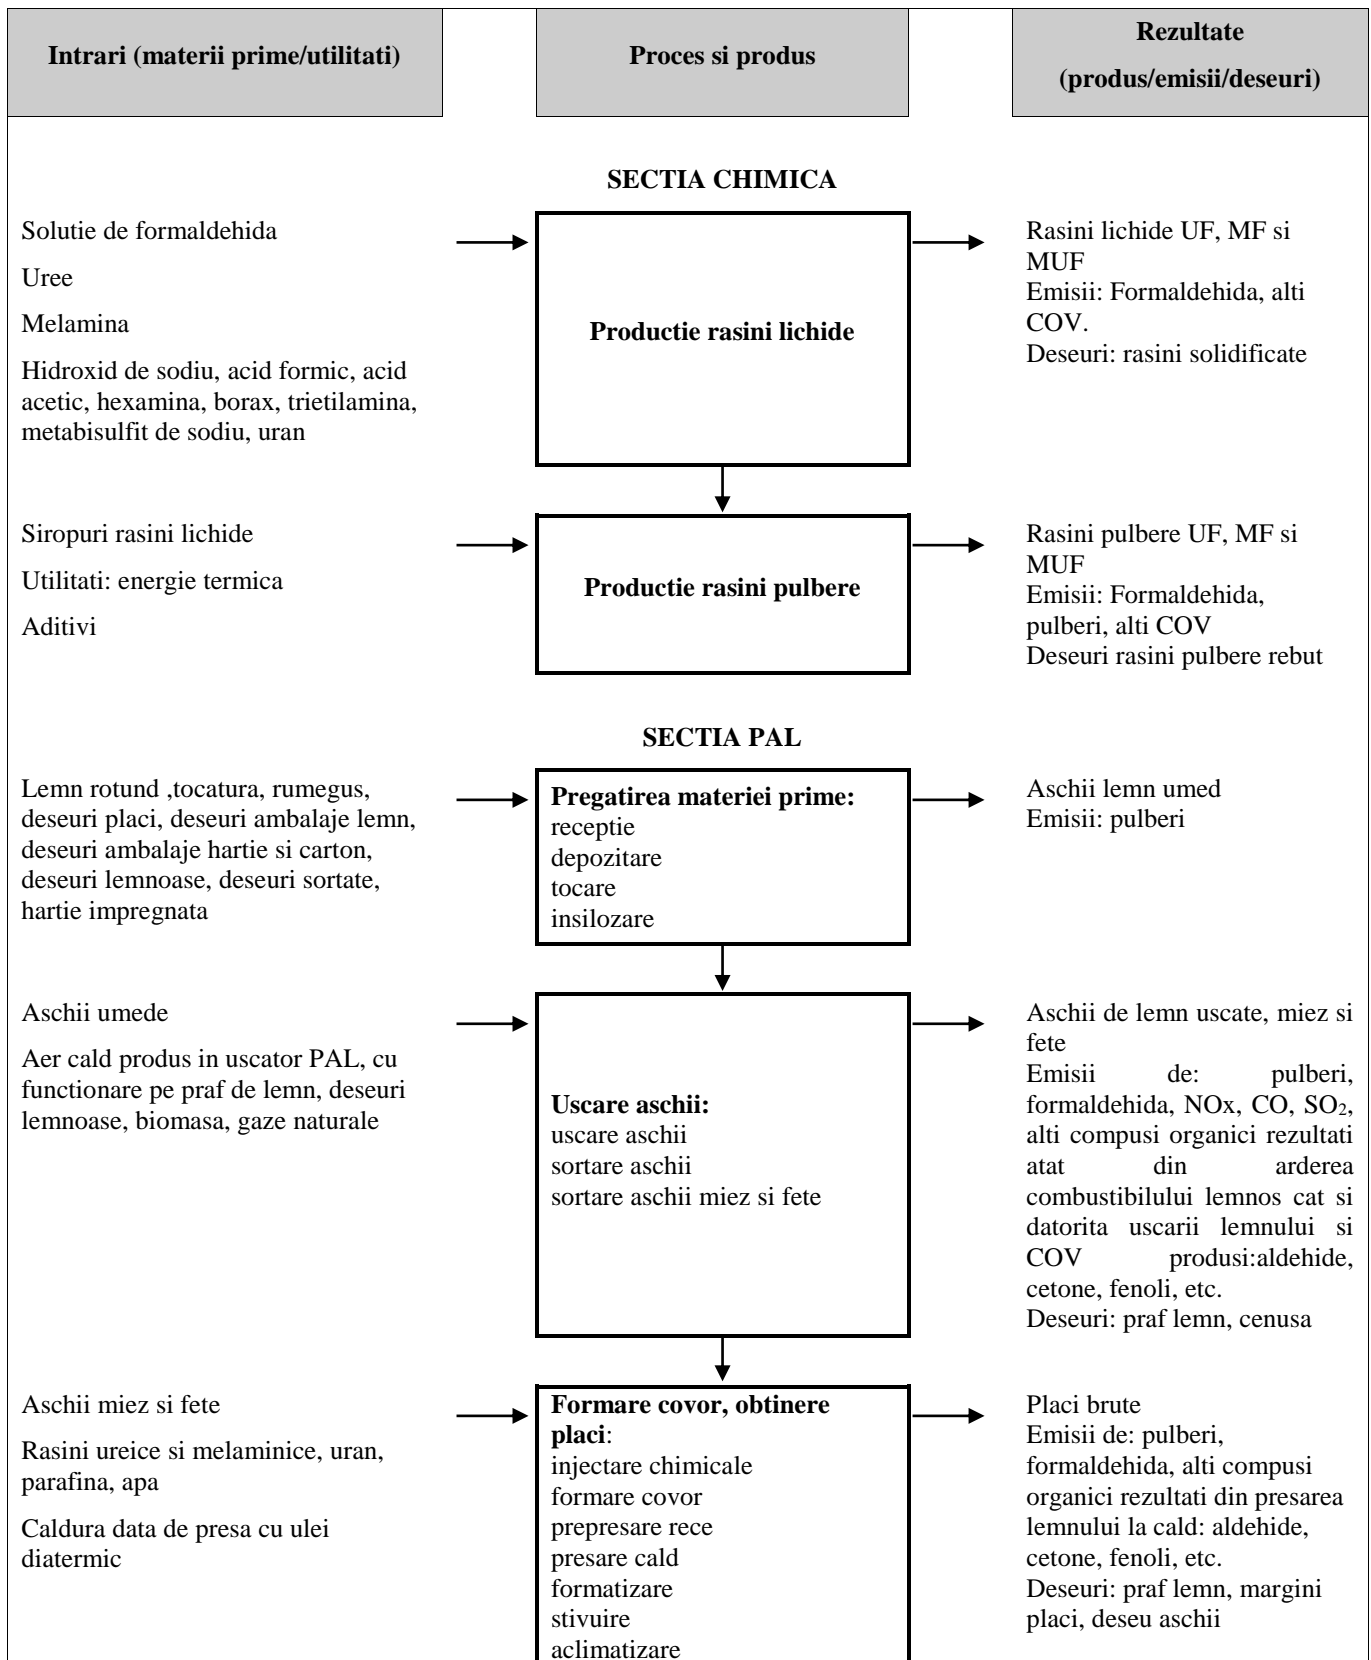 Intrari (materii prime/utilitati)
Proces si produs
Rezultate
(produs/emisii/deseuri)
SECTIA CHIMICA
Solutie de formaldehida
Uree
Melamina
Hidroxid de sodiu, acid formic, acid
acetic, hexamina, borax, trietilamina,
metabisulfit de sodiu, uran
Productie rasini lichide
Rasini lichide UF, MF si
MUF
Emisii: Formaldehida, alti
COV.
Deseuri: rasini solidificate
Siropuri rasini lichide
Utilitati: energie termica
Aditivi
Productie rasini pulbere
Rasini pulbere UF, MF si
MUF
Emisii: Formaldehida,
pulberi, alti COV
Deseuri rasini pulbere rebut
SECTIA PAL
Lemn rotund ,tocatura, rumegus,
deseuri placi, deseuri ambalaje lemn,
deseuri ambalaje hartie si carton,
deseuri lemnoase, deseuri sortate,
hartie impregnata
Pregatirea materiei prime:
receptie
depozitare
tocare
insilozare
Aschii lemn umed
Emisii: pulberi
Aschii umede
Aer cald produs in uscator PAL, cu
functionare pe praf de lemn, deseuri
lemnoase, biomasa, gaze naturale
Uscare aschii:
uscare aschii
sortare aschii
sortare aschii miez si fete
Aschii de lemn uscate, miez si
fete
Emisii de: pulberi,
formaldehida, NOx, CO, SO₂,
alti compusi organici rezultati
atat din arderea
combustibilului lemnos cat si
datorita uscarii lemnului si
COV produsi:aldehide,
cetone, fenoli, etc.
Deseuri: praf lemn, cenusa
Aschii miez si fete
Rasini ureice si melaminice, uran,
parafina, apa
Caldura data de presa cu ulei
diatermic
Formare covor, obtinere
placi:
injectare chimicale
formare covor
prepresare rece
presare cald
formatizare
stivuire
aclimatizare
Placi brute
Emisii de: pulberi,
formaldehida, alti compusi
organici rezultati din presarea
lemnului la cald: aldehide,
cetone, fenoli, etc.
Deseuri: praf lemn, margini
placi, deseu aschii